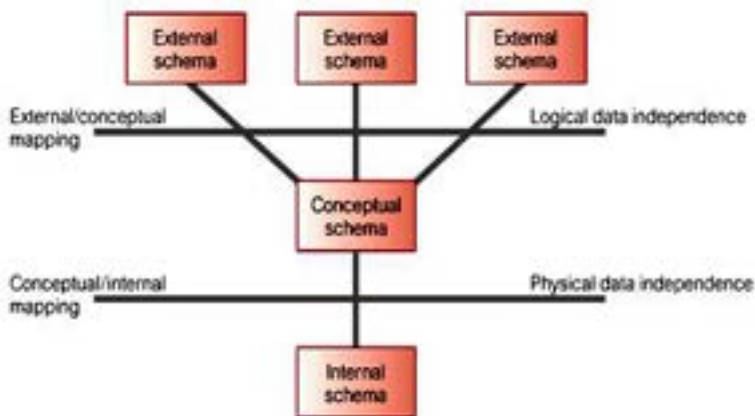 External
schema
External
schema
External
schema
External/conceptual
mapping
Logical data independence
Conceptual
schema
Conceptual/internal
mapping
Physical data independence
Internal
schema